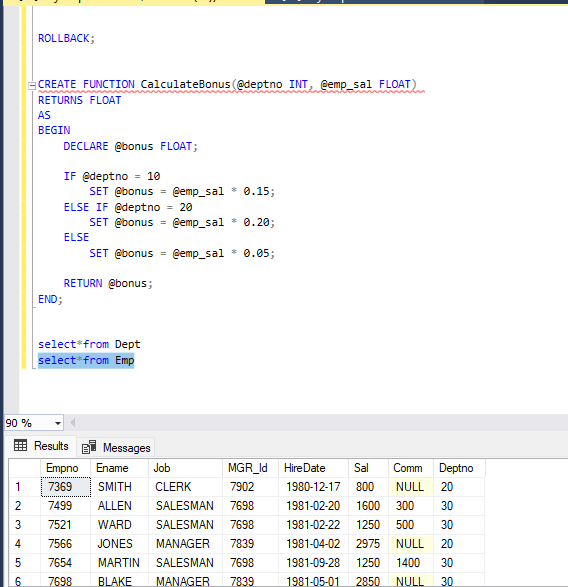 ROLLBACK;
CREATE FUNCTION CalculateBonus(@deptno INT, @emp_sal FLOAT)
RETURNS FLOAT
AS
BEGIN
DECLARE @bonus FLOAT;
IF @deptno = 10
SET @bonus = @emp_sal * 0.15;
ELSE IF @deptno = 20
SET @bonus = @emp_sal * 0.20;
ELSE
SET @bonus = @emp_sal * 0.05;
RETURN @bonus;
END;
select*from Dept
select*from Emp
90 %
Results Messages
Empno Ename Job MGR_Id HireDate Sal Comm Deptno
1 7369 SMITH CLERK 7902 1980-12-17 800 NULL 20
2 7499 ALLEN SALESMAN 7698 1981-02-20 1600 300 30
3 7521 WARD SALESMAN 7698 1981-02-22 1250 500 30
4 7566 JONES MANAGER 7839 1981-04-02 2975 NULL 20
5 7654 MARTIN SALESMAN 7698 1981-09-28 1250 1400 30
6 7698 BLAKE MANAGER 7839 1981-05-01 2850 NULL 30